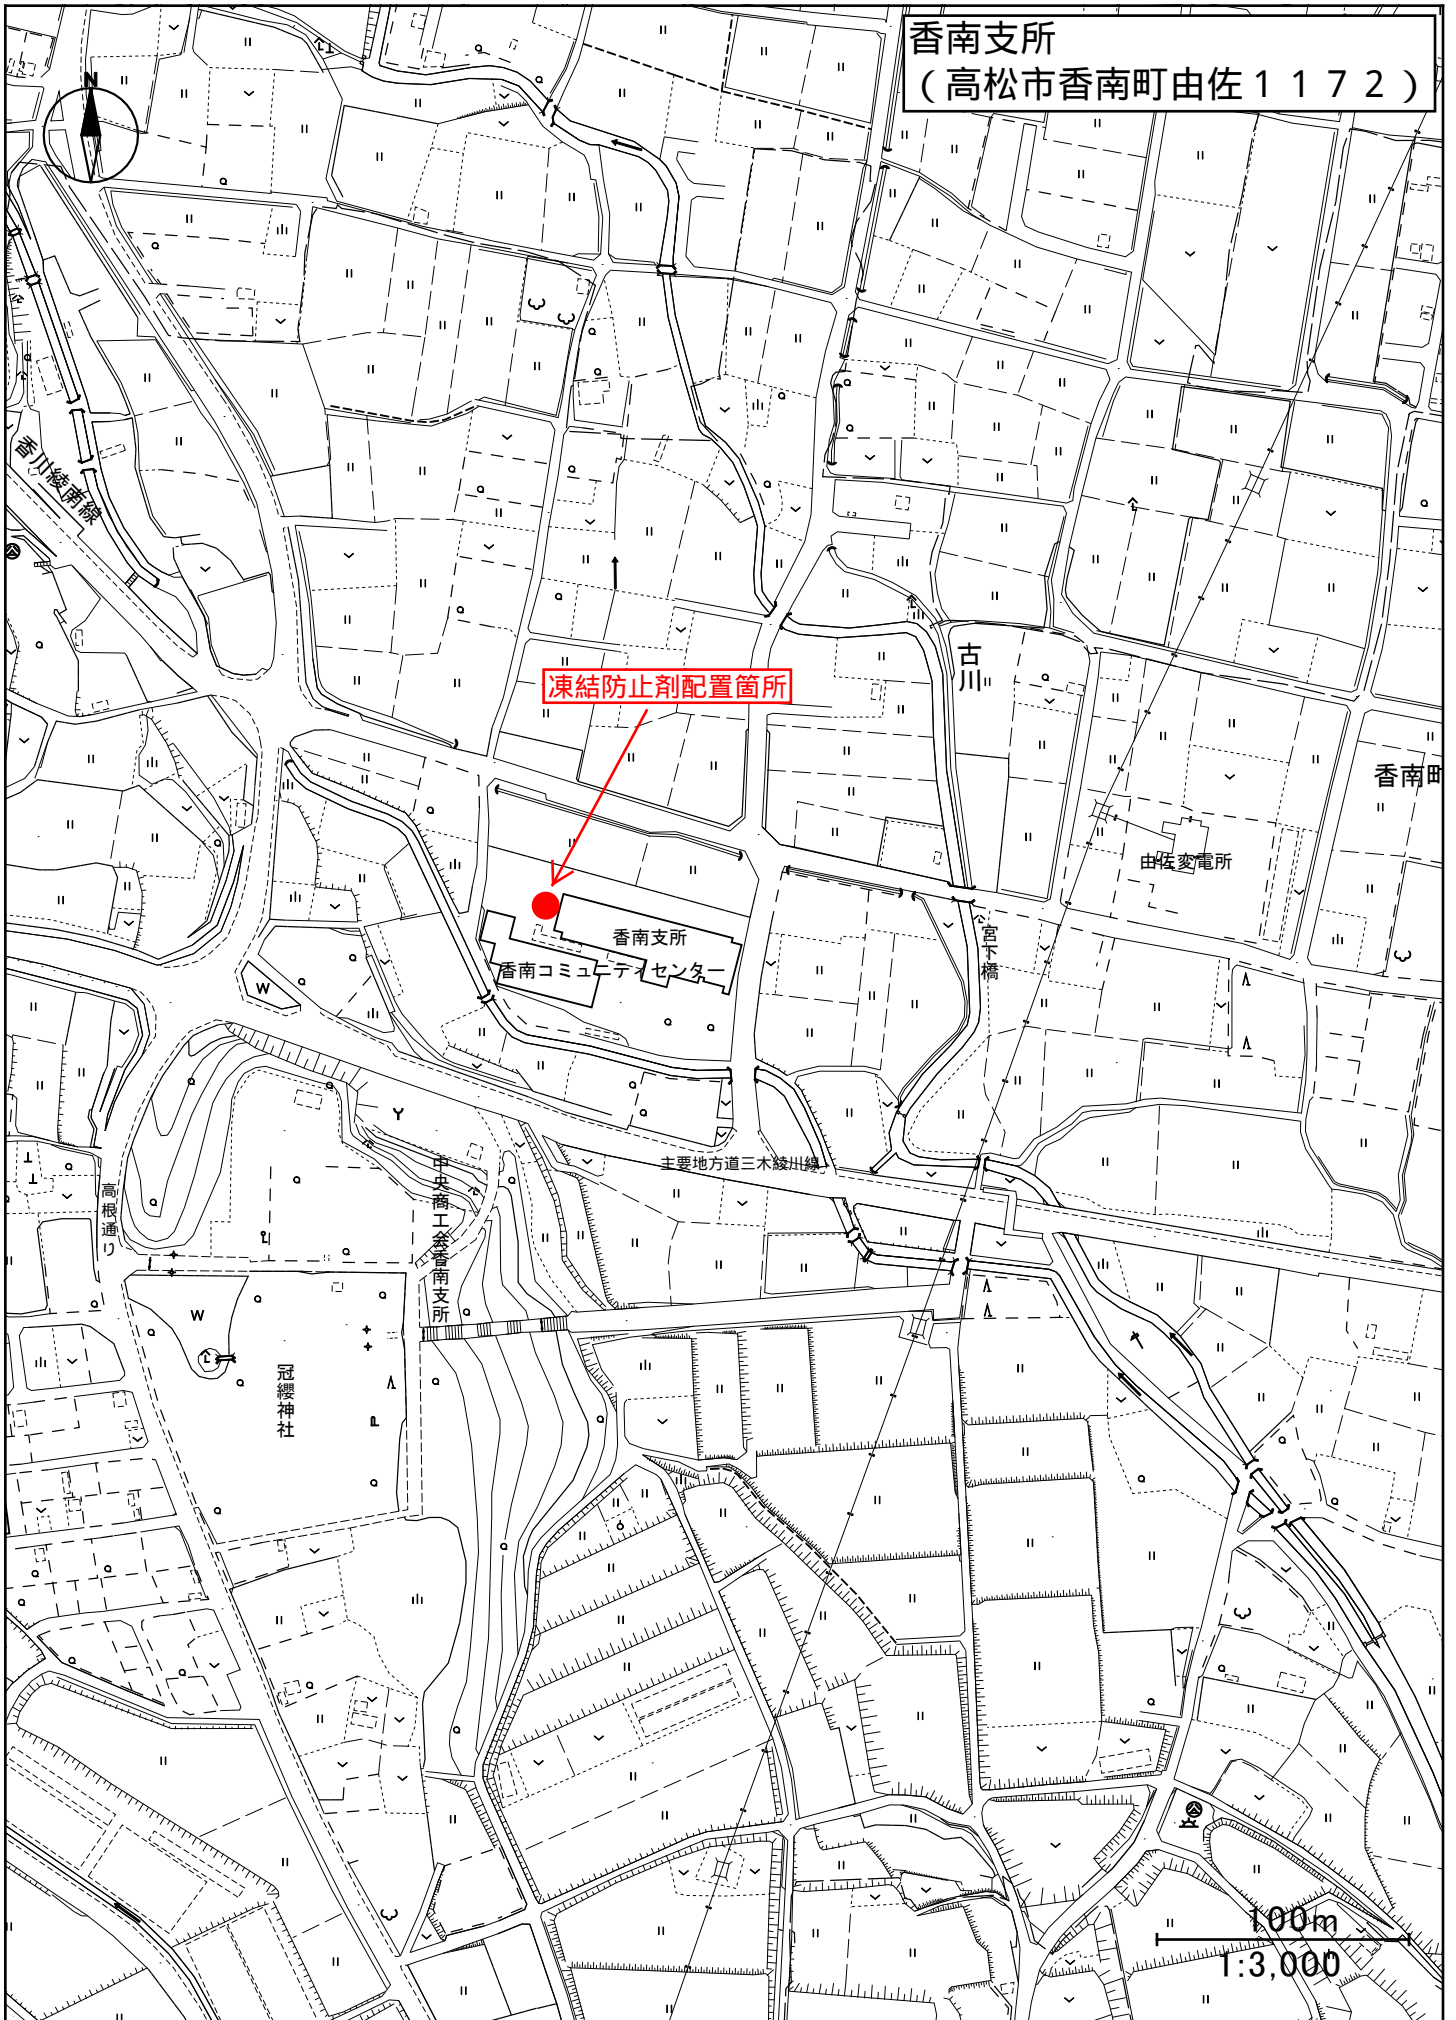 香南支所
（高松市香南町由佐１１７２）
N
香川綾南線
古川
凍結防止剤配置箇所
香南町
由佐変電所
香南支所
宮下橋
香南コミュニティセンター
W
主要地方道三木綾川線
中央商工会香南支所
高根通り
W
冠纓神社
100m
1:3,000